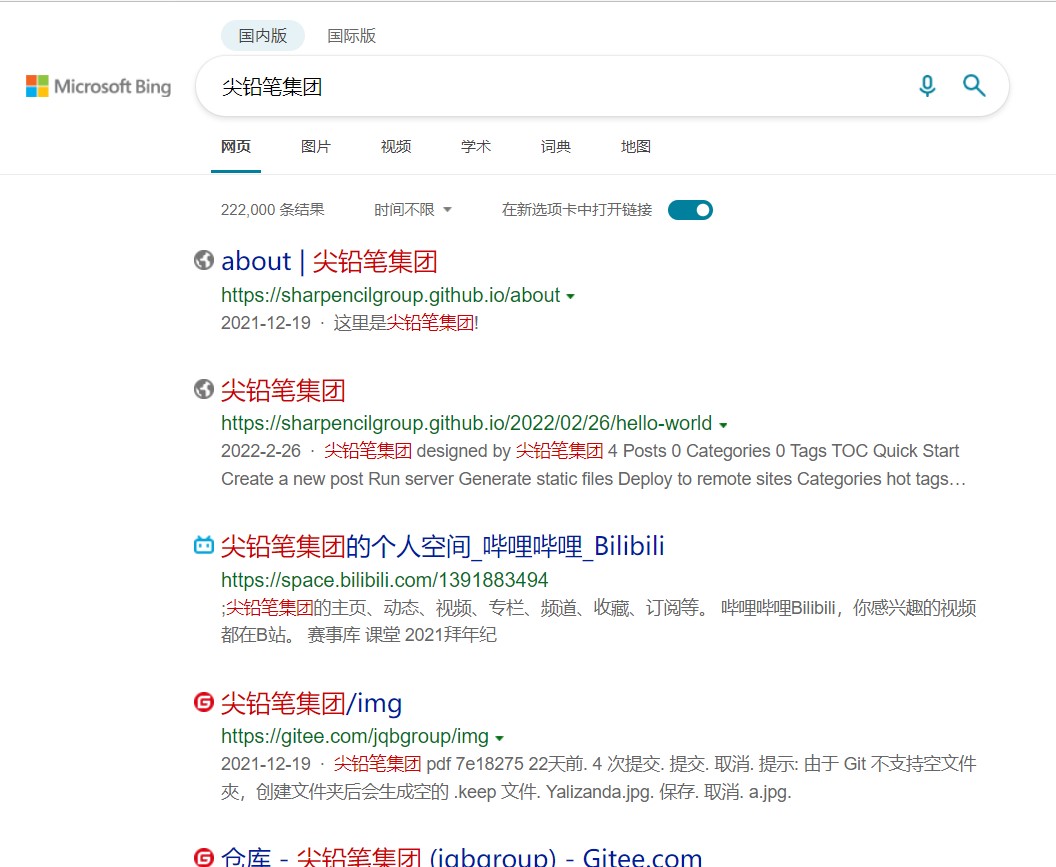 国内版 国际版
Microsoft Bing 尖铅笔集团
网页 图片 视频 学术 词典 地图
222,000 条结果 时间不限 在新选项卡中打开链接
about | 尖铅笔集团
https://sharpencilgroup.github.io/about
2021-12-19 · 这里是尖铅笔集团!
尖铅笔集团
https://sharpencilgroup.github.io/2022/02/26/hello-world
2022-2-26 · 尖铅笔集团 designed by 尖铅笔集团 4 Posts 0 Categories 0 Tags TOC Quick Start
Create a new post Run server Generate static files Deploy to remote sites Categories hot tags…
尖铅笔集团的个人空间_哔哩哔哩_Bilibili
https://space.bilibili.com/1391883494
;尖铅笔集团的主页、动态、视频、专栏、频道、收藏、订阅等。 哔哩哔哩Bilibili，你感兴趣的视频
都在B站。 赛事库 课堂 2021拜年纪
尖铅笔集团/img
https://gitee.com/jqbgroup/img
2021-12-19 · 尖铅笔集团 pdf 7e18275 22天前. 4 次提交. 提交. 取消. 提示: 由于 Git 不支持空文件
夾，创建文件夹后会生成空的 .keep 文件. Yalizanda.jpg. 保存. 取消. a.jpg.
仓库 - 尖铅笔集团 (jqbgroup) - Gitee.com